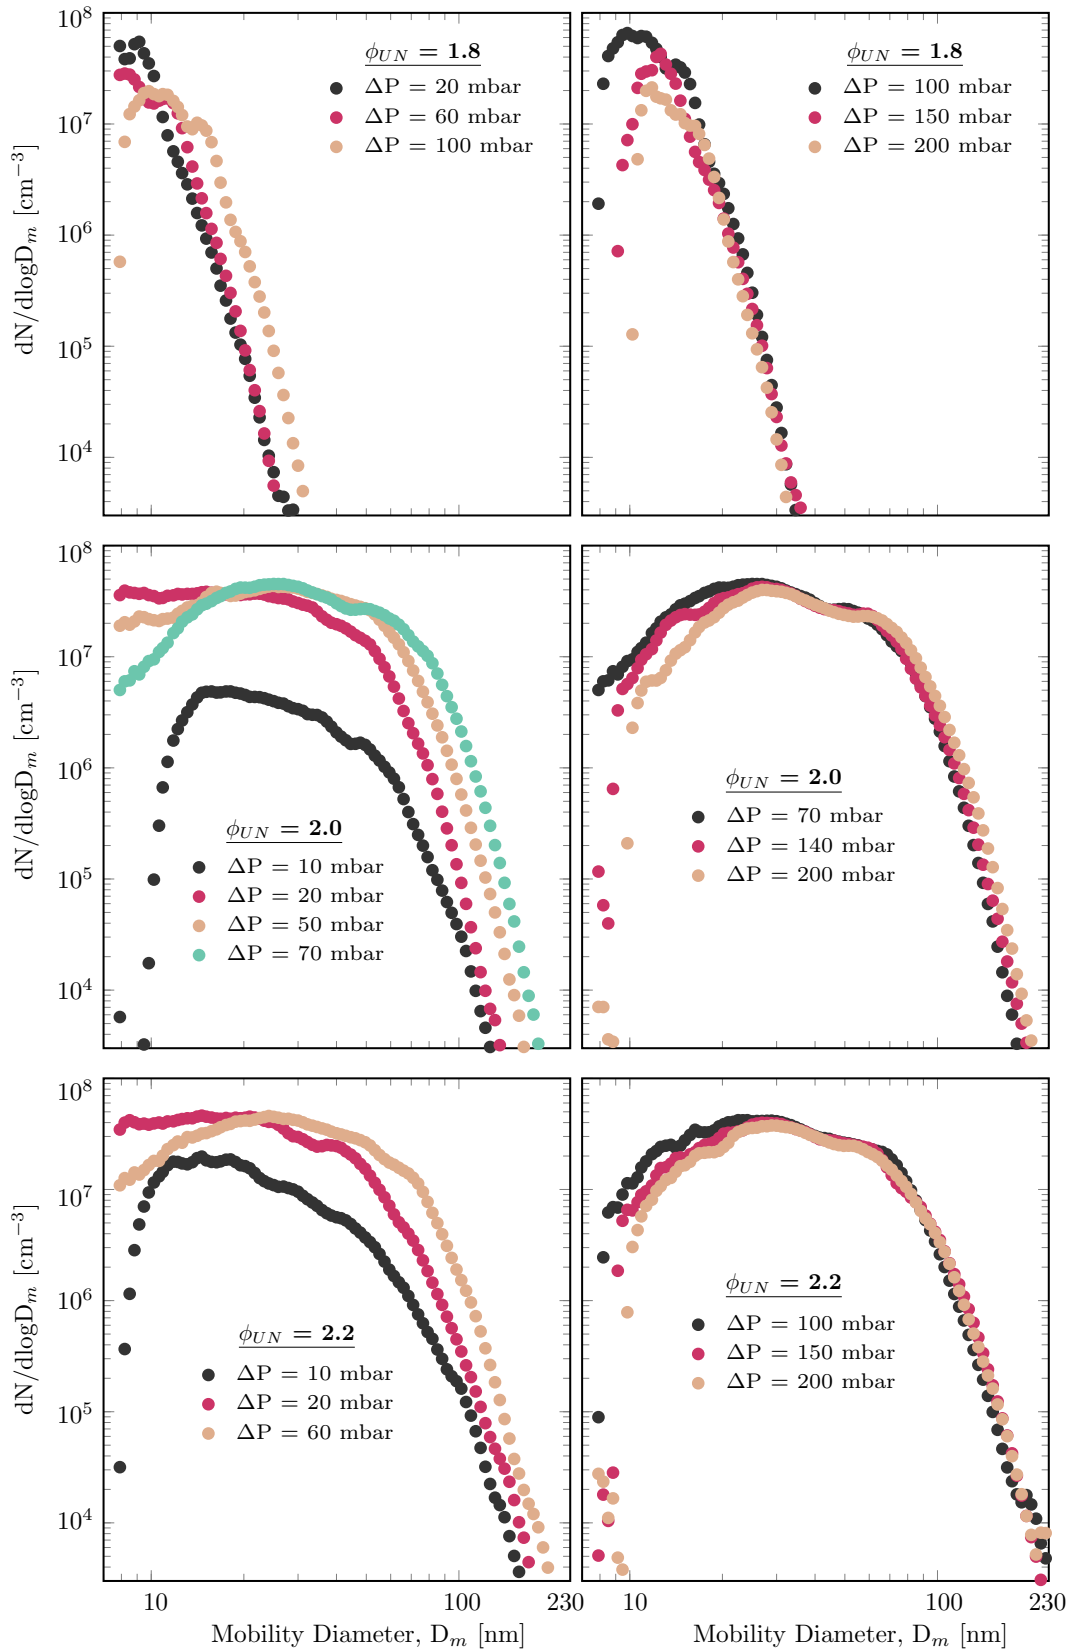 10^8
10^7
10^6
10^5
10^4
dN/dlogD_m [cm^−3]
ϕ_UN = 1.8
ΔP = 20 mbar
ΔP = 60 mbar
ΔP = 100 mbar
ϕ_UN = 1.8
ΔP = 100 mbar
ΔP = 150 mbar
ΔP = 200 mbar
10^8
10^7
10^6
10^5
10^4
dN/dlogD_m [cm^−3]
ϕ_UN = 2.0
ΔP = 10 mbar
ΔP = 20 mbar
ΔP = 50 mbar
ΔP = 70 mbar
ϕ_UN = 2.0
ΔP = 70 mbar
ΔP = 140 mbar
ΔP = 200 mbar
10^8
10^7
10^6
10^5
10^4
dN/dlogD_m [cm^−3]
ϕ_UN = 2.2
ΔP = 10 mbar
ΔP = 20 mbar
ΔP = 60 mbar
ϕ_UN = 2.2
ΔP = 100 mbar
ΔP = 150 mbar
ΔP = 200 mbar
10 100 230
10 100 230
Mobility Diameter, D_m [nm]
Mobility Diameter, D_m [nm]